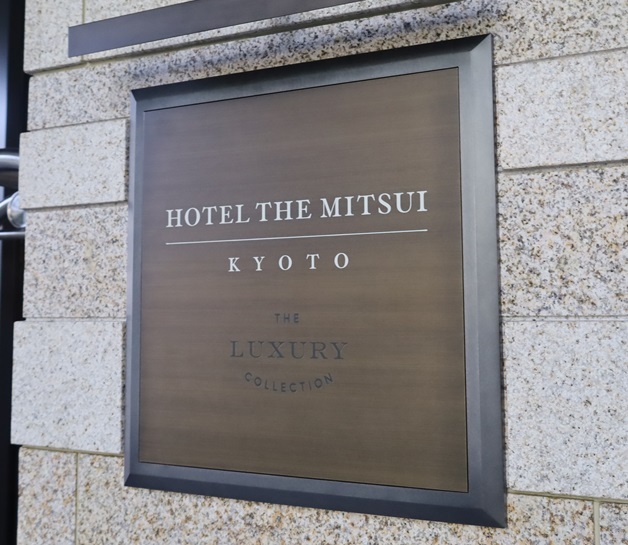 HOTEL THE MITSUI
KYOTO
THE
LUXURY
COLLECTION